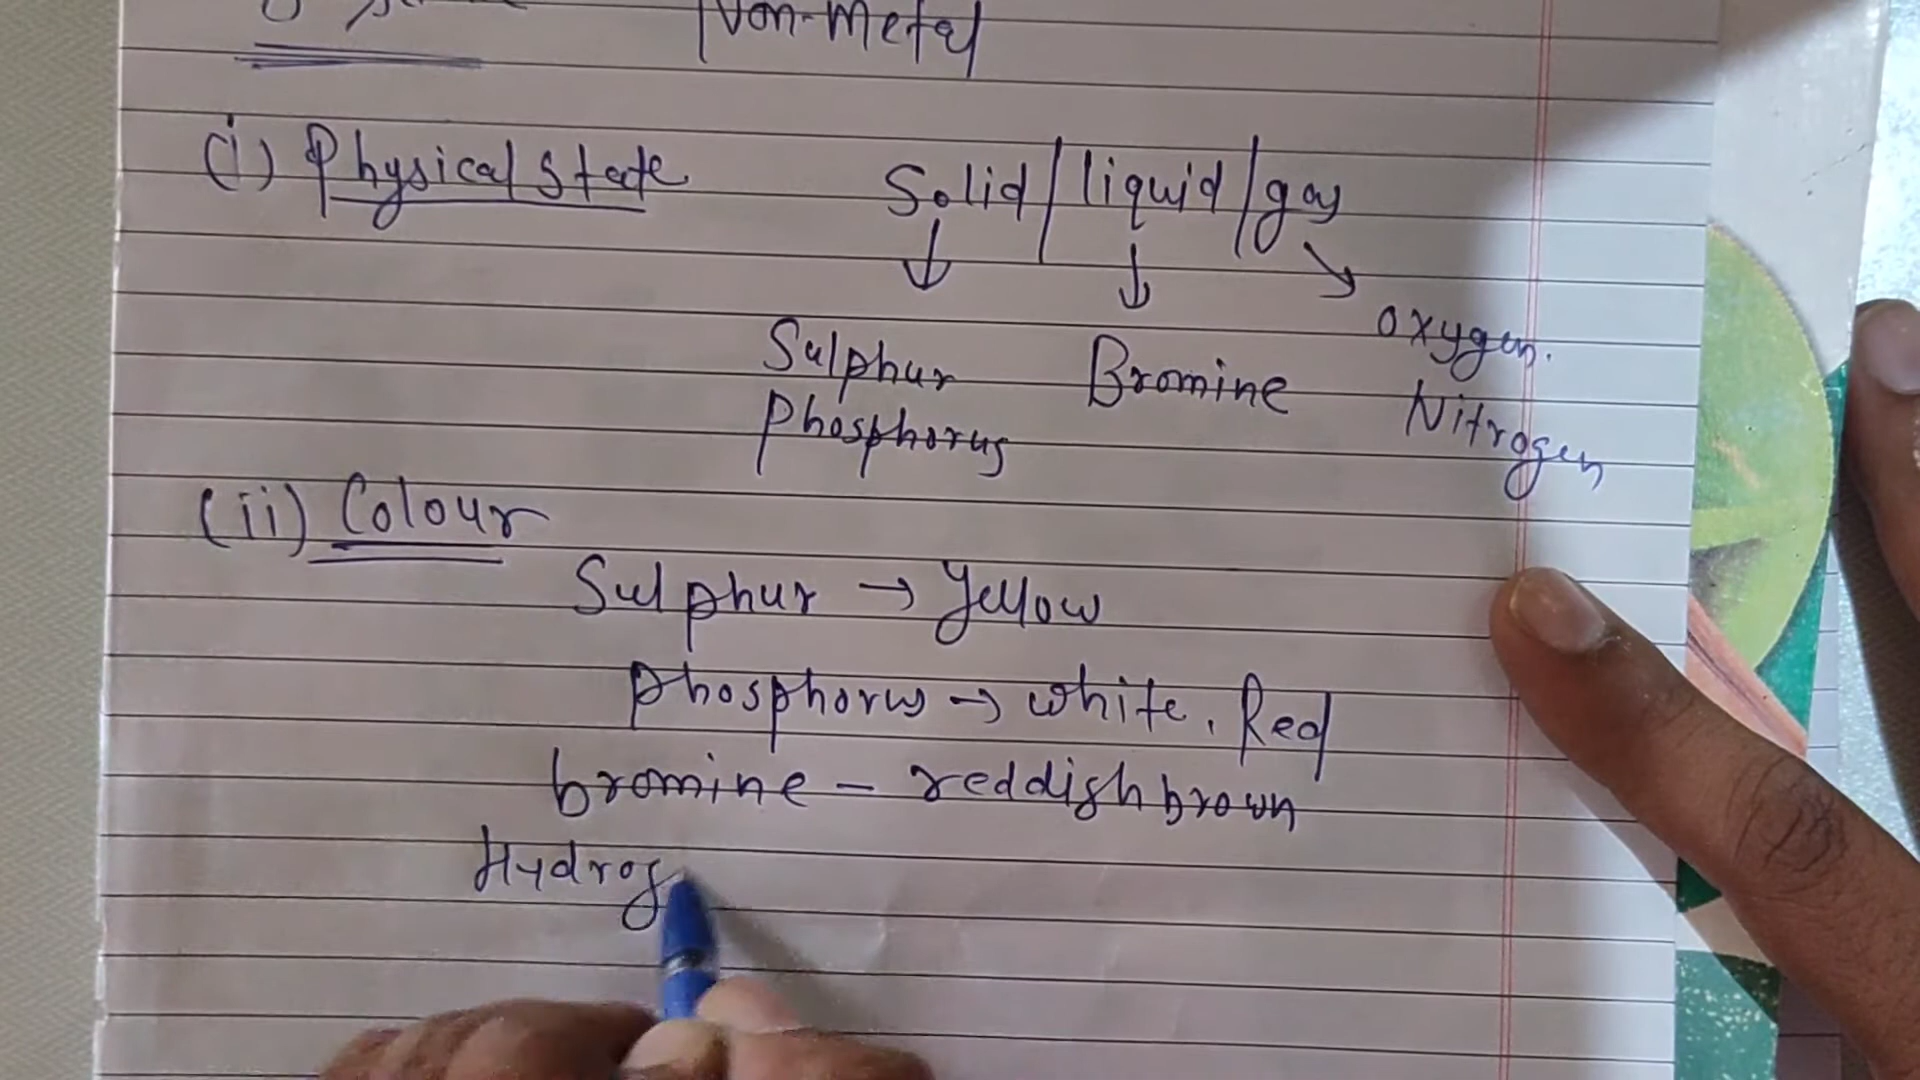 Non-Metal
(i) Physical state Solid/liquid/gas
↓ ↓ ↘
Sulphur Bromine oxygen.
Phosphorus Nitrogen
(ii) Colour
Sulphur → Yellow
phosphorus → white, Red
bromine – reddish brown
Hydrog